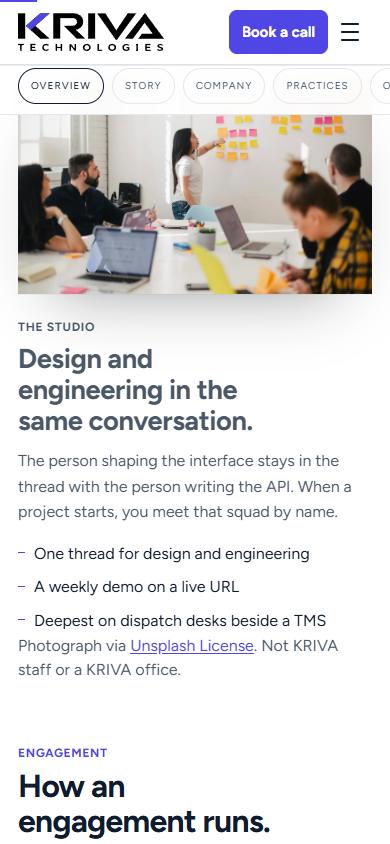 KRIVA
TECHNOLOGIES
Book a call
OVERVIEW
STORY
COMPANY
PRACTICES
THE STUDIO
Design and
engineering in the
same conversation.
The person shaping the interface stays in the
thread with the person writing the API. When a
project starts, you meet that squad by name.
– One thread for design and engineering
– A weekly demo on a live URL
– Deepest on dispatch desks beside a TMS
Photograph via Unsplash License. Not KRIVA
staff or a KRIVA office.
ENGAGEMENT
How an
engagement runs.